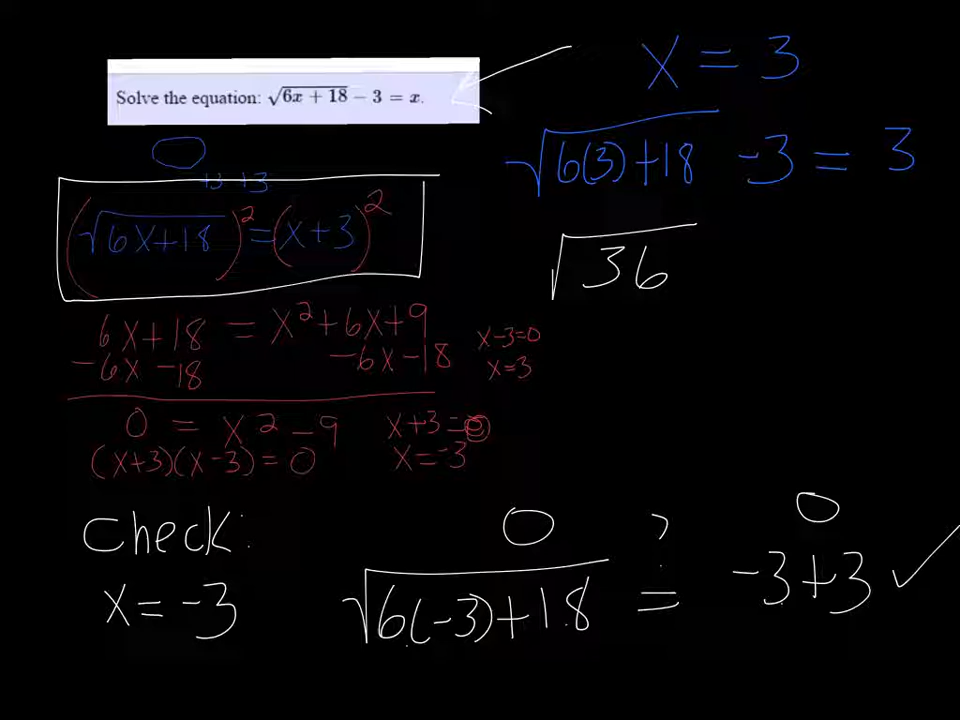 Solve the equation: √(6x + 18) − 3 = x.
0
+3 +3
(√(6x+18))² = (x+3)²
6x+18 = x²+6x+9
-6x -18 -6x-18
0 = x² -9
(x+3)(x-3)=0
x-3=0
x=3
x+3=0
x=-3
x = 3
√(6(3)+18) -3 = 3
√36
Check:
x = -3
0 ? 0
√(6(-3)+18) = -3+3 ✓